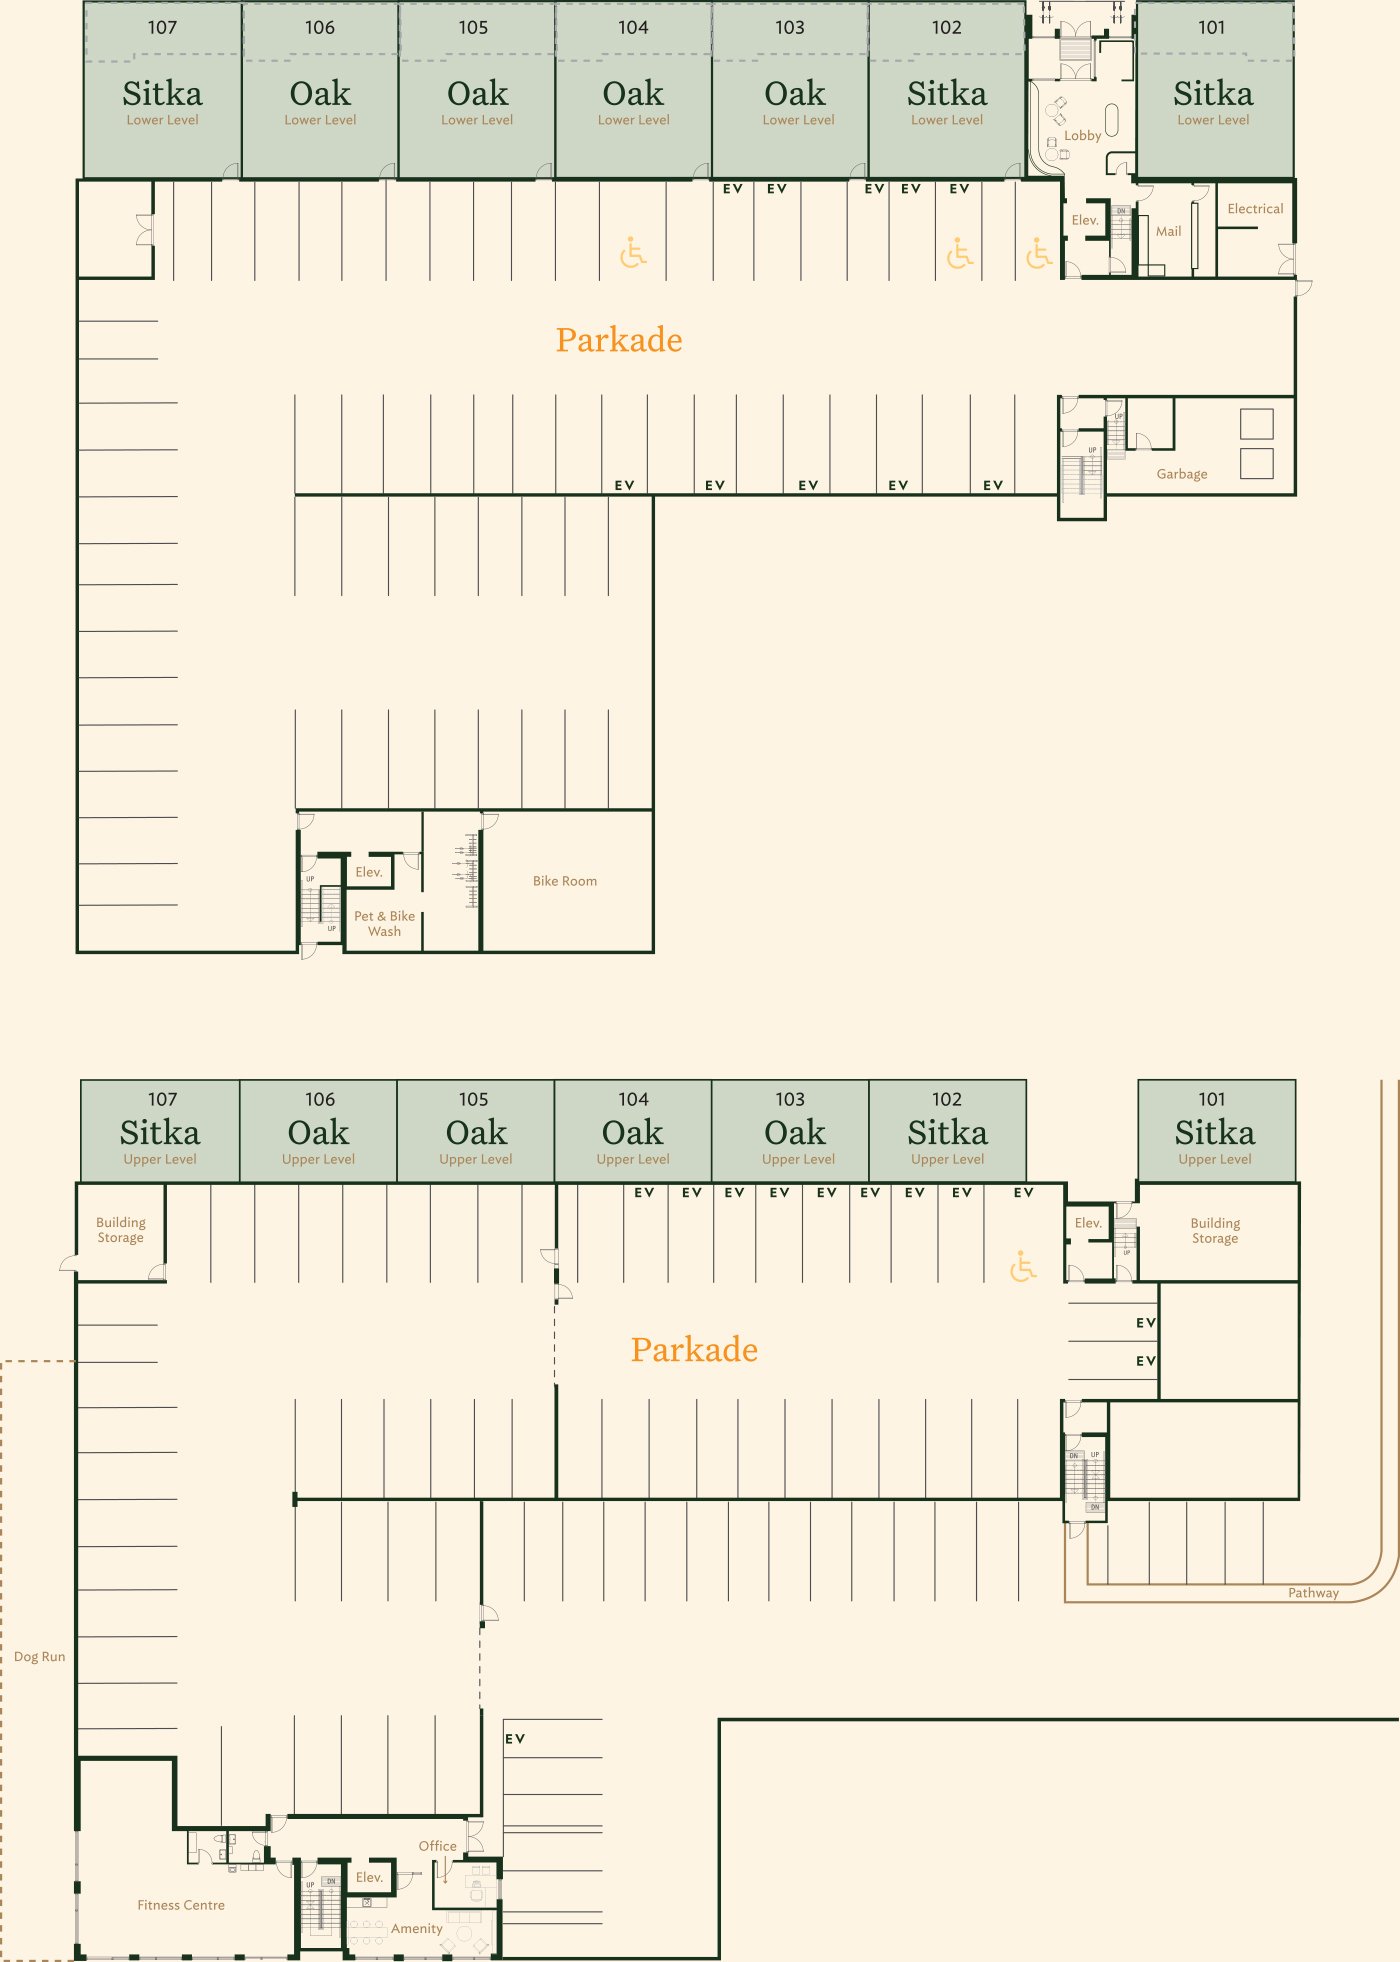 107 106 105 104 103 102 101
Sitka Oak Oak Oak Oak Sitka Sitka
Lower Level Lower Level Lower Level Lower Level Lower Level Lower Level Lower Level
Lobby
EV EV EV EV EV
Elev.
DN
Mail
Electrical
Parkade
UP
UP
Garbage
EV EV EV EV EV
Elev.
UP
UP
Pet & Bike
Wash
Bike Room
107 106 105 104 103 102 101
Sitka Oak Oak Oak Oak Sitka Sitka
Upper Level Upper Level Upper Level Upper Level Upper Level Upper Level Upper Level
EV EV EV EV EV EV EV EV EV
Building
Storage
Elev.
UP
Building
Storage
EV
Parkade
EV
DN UP
DN
Pathway
Dog Run
EV
Office
Elev.
UP DN
Fitness Centre
Amenity